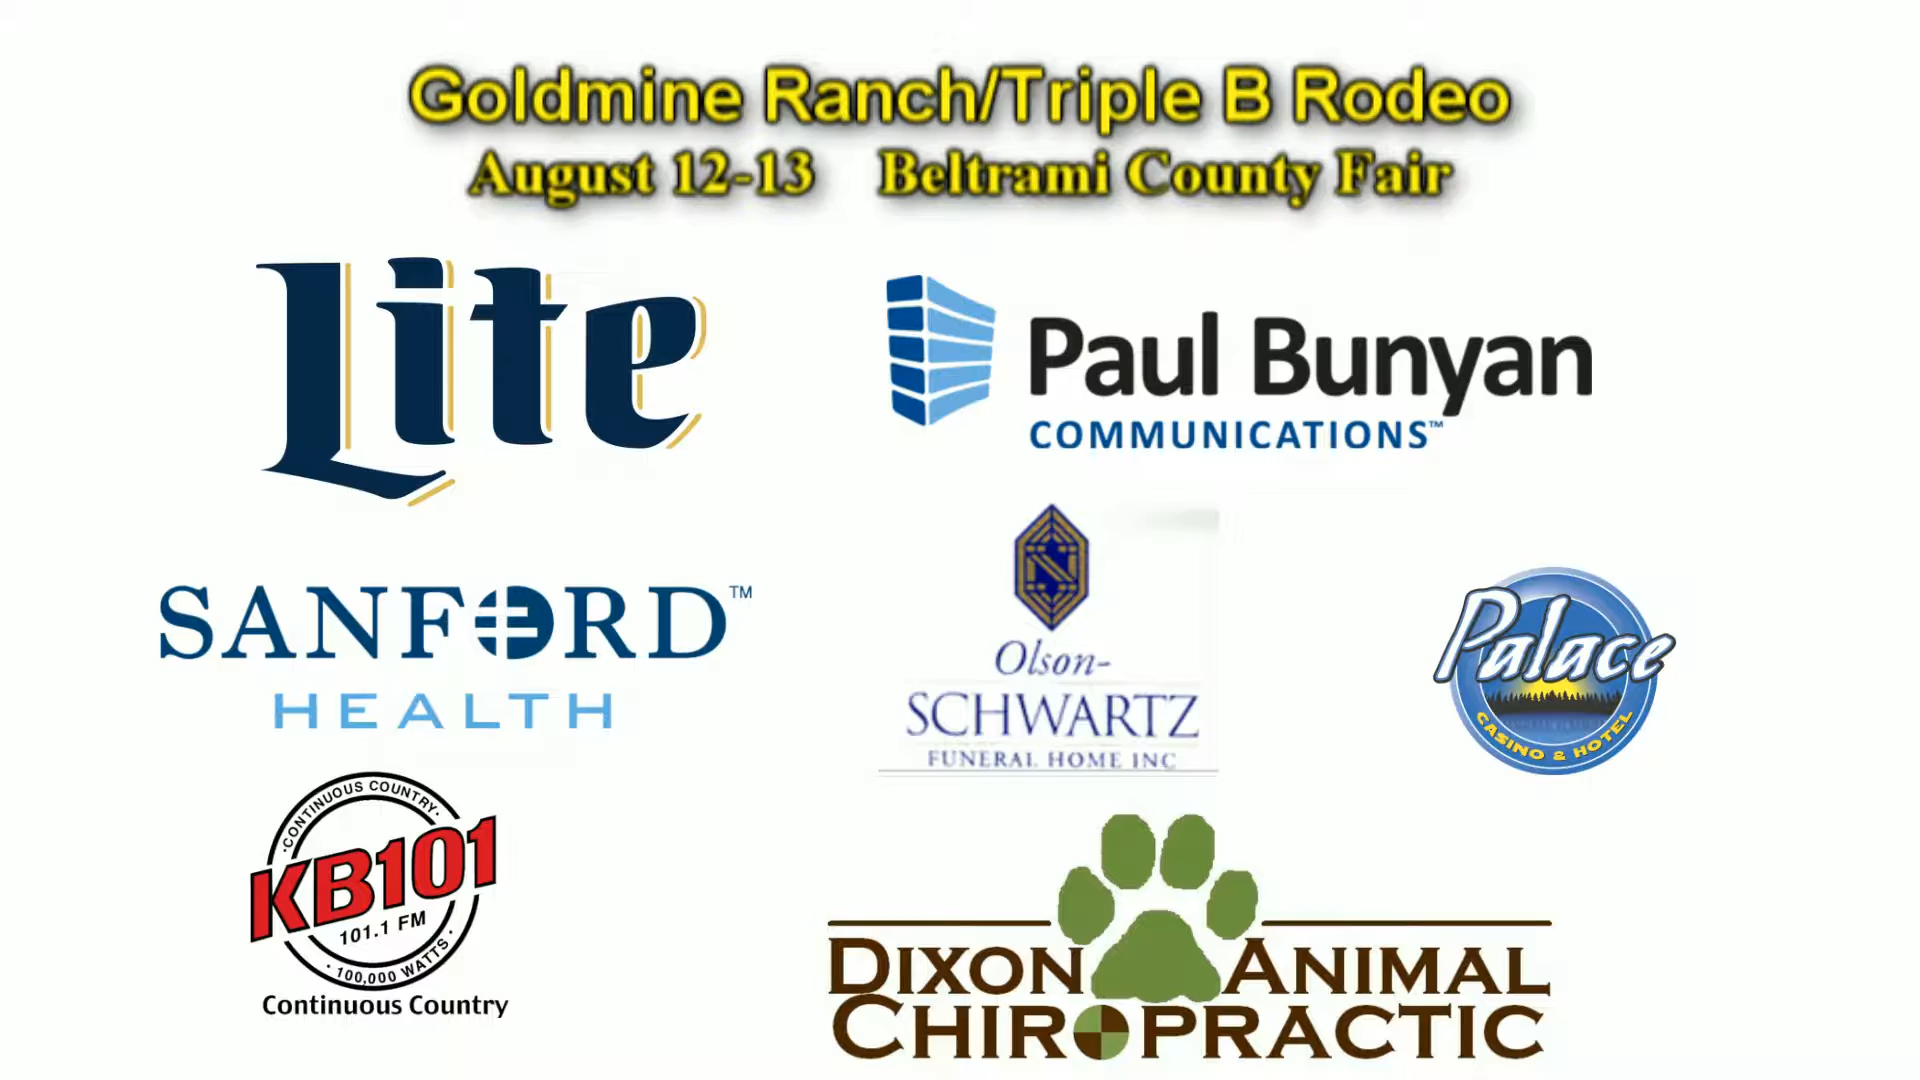 Goldmine Ranch/Triple B Rodeo
August 12-13 Beltrami County Fair
Lite
Paul Bunyan
COMMUNICATIONS™
SANFORD™
HEALTH
Olson-
SCHWARTZ
FUNERAL HOME INC
Palace
CASINO & HOTEL
·CONTINUOUS COUNTRY·
KB101
101.1 FM
· 100,000 WATTS ·
Continuous Country
DIXON ANIMAL
CHIROPRACTIC